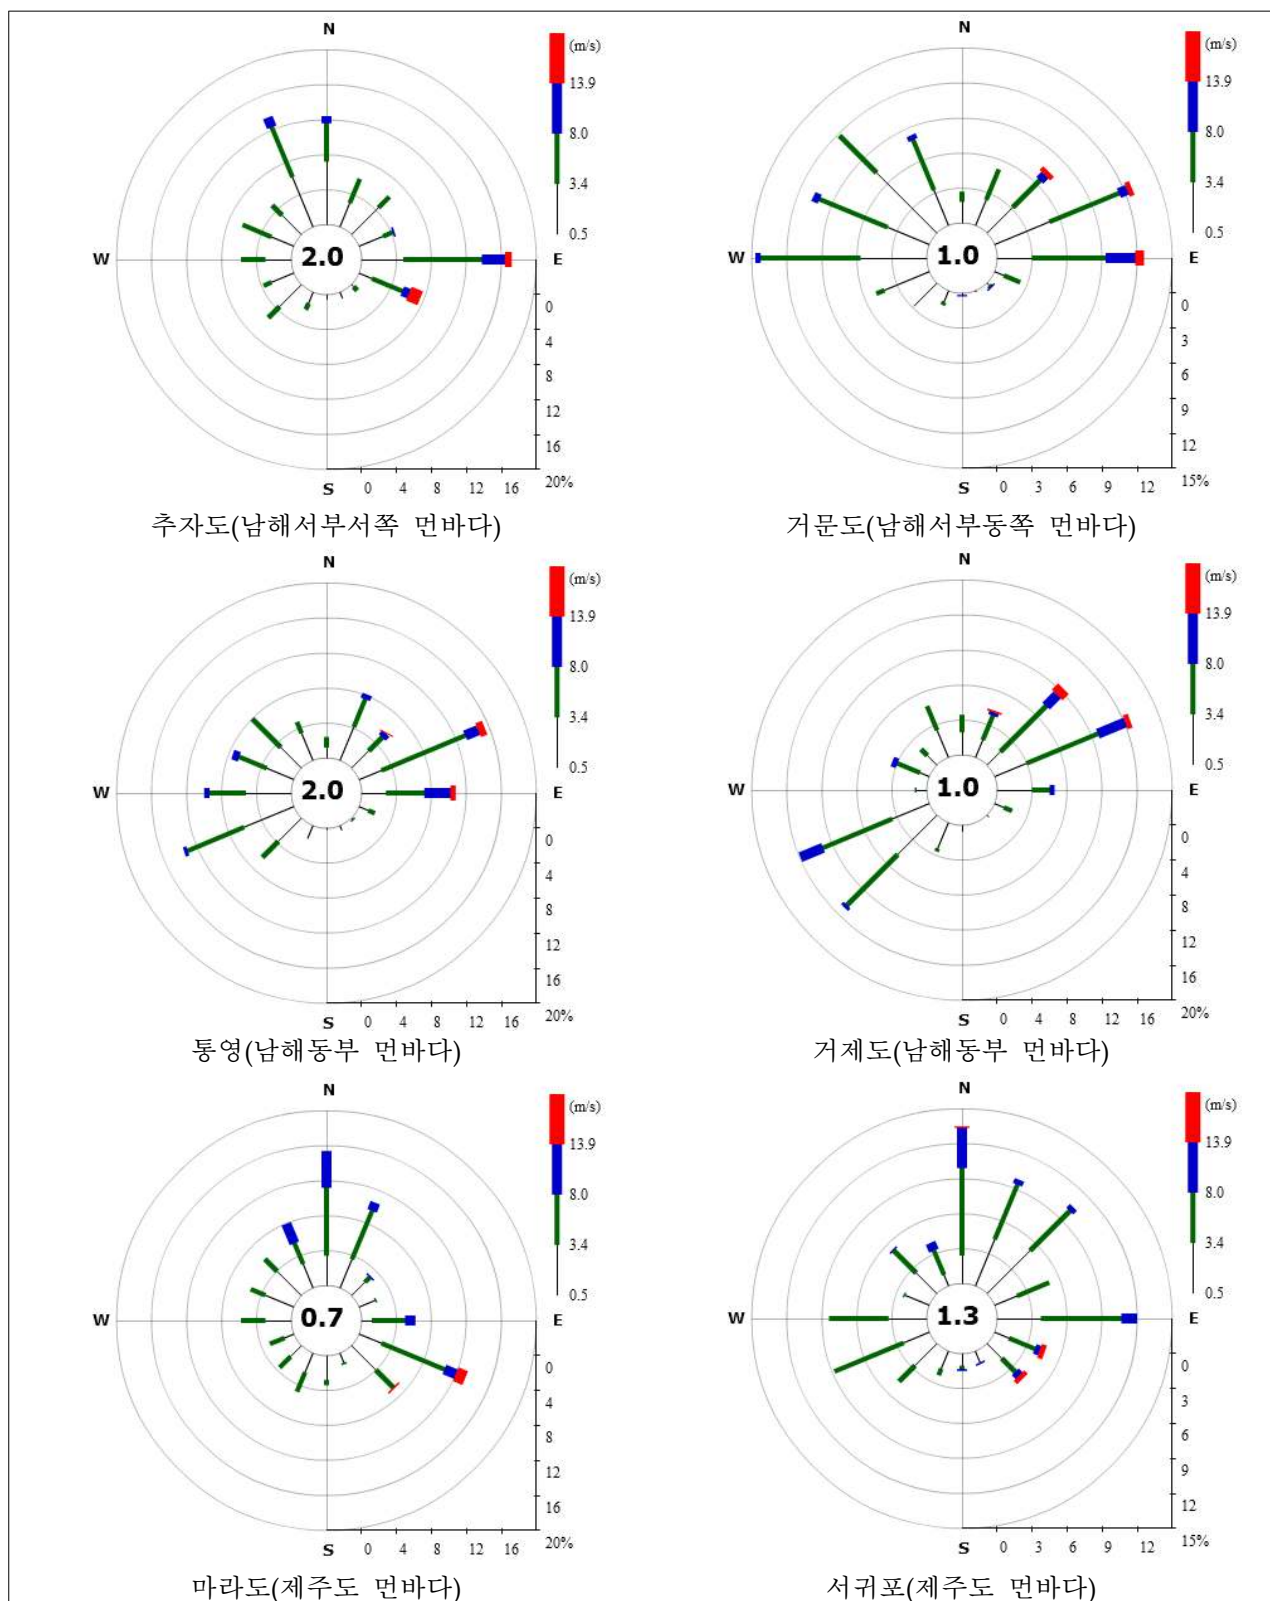 N
(m/s)
13.9
8.0
3.4
0.5
W
2.0
E
0
4
8
12
16
20%
S 0 4 8 12 16
추자도(남해서부서쪽 먼바다)
N
(m/s)
13.9
8.0
3.4
0.5
W
1.0
E
0
3
6
9
12
15%
S 0 3 6 9 12
거문도(남해서부동쪽 먼바다)
N
(m/s)
13.9
8.0
3.4
0.5
W
2.0
E
0
4
8
12
16
20%
S 0 4 8 12 16
통영(남해동부 먼바다)
N
(m/s)
13.9
8.0
3.4
0.5
W
1.0
E
0
4
8
12
16
20%
S 0 4 8 12 16
거제도(남해동부 먼바다)
N
(m/s)
13.9
8.0
3.4
0.5
W
0.7
E
0
4
8
12
16
20%
S 0 4 8 12 16
마라도(제주도 먼바다)
N
(m/s)
13.9
8.0
3.4
0.5
W
1.3
E
0
3
6
9
12
15%
S 0 3 6 9 12
서귀포(제주도 먼바다)